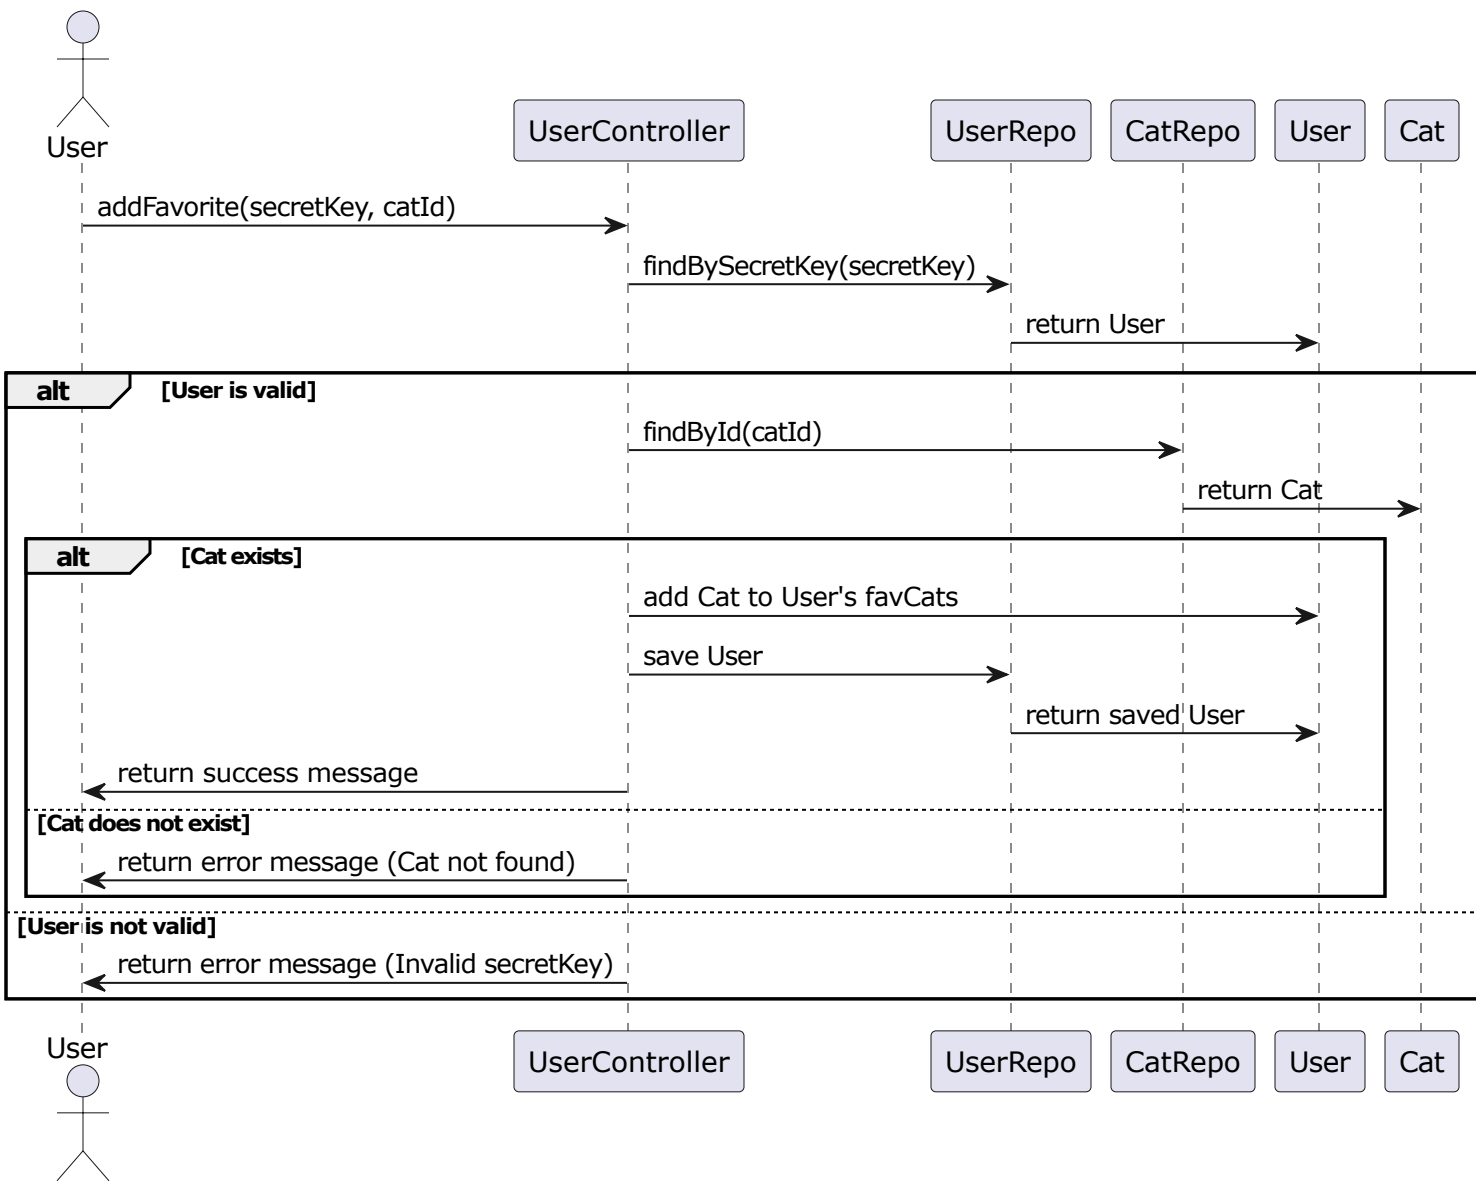 User
UserController
UserRepo
CatRepo
User
Cat
addFavorite(secretKey, catId)
findBySecretKey(secretKey)
return User
alt [User is valid]
findById(catId)
return Cat
alt [Cat exists]
add Cat to User's favCats
save User
return saved User
return success message
[Cat does not exist]
return error message (Cat not found)
[User is not valid]
return error message (Invalid secretKey)
User
UserController
UserRepo
CatRepo
User
Cat